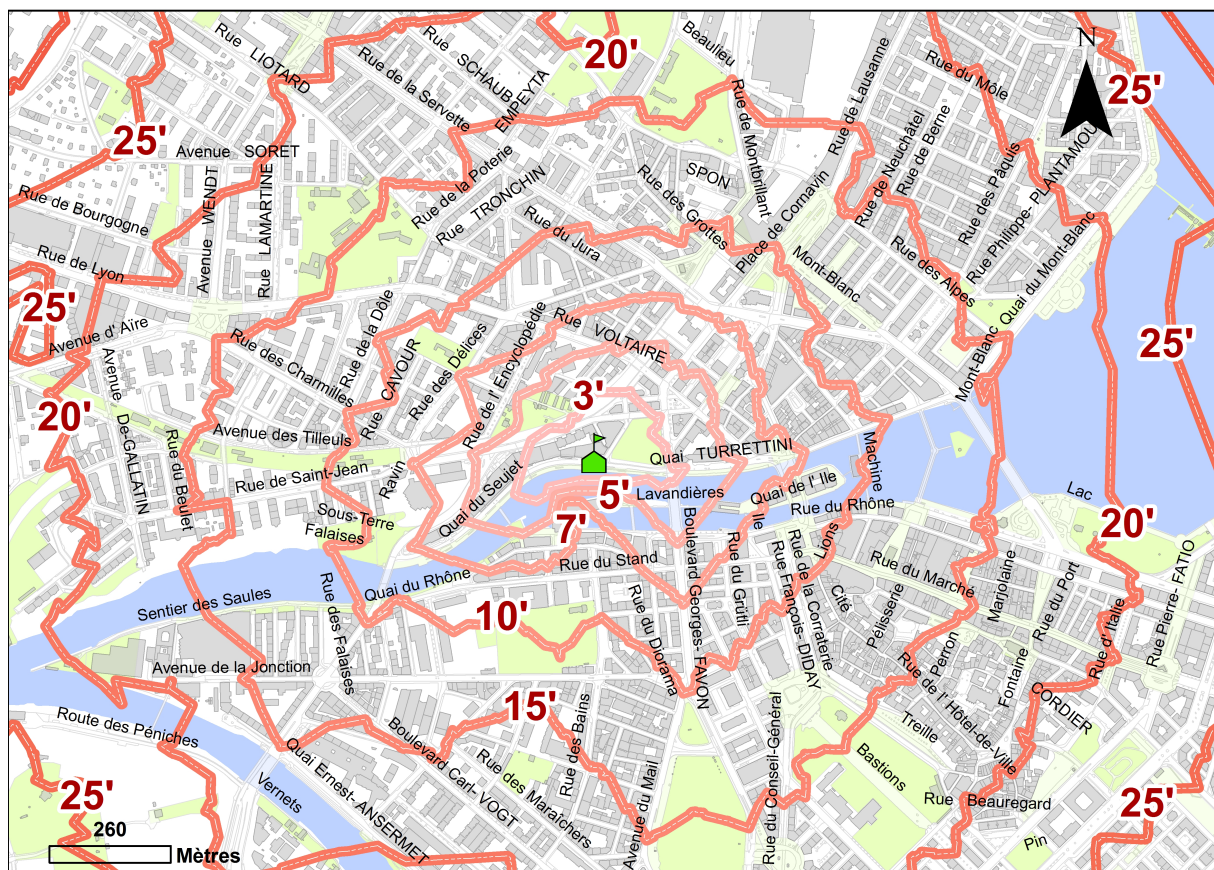 Rue LIOTARD
Rue SCHAUB
20'
Beaulieu
N
Rue du Môle
25'
Rue de la Servette
EMPEYTA
Rue de Montbrillant
Rue de Lausanne
Rue de Neuchâtel
Rue de Berne
25'
Avenue SORET
Rue de la Poterie
Rue TRONCHIN
SPON
Rue des Grottes
Place de Cornavin
Rue des Pâquis
Rue Philippe- PLANTAMOUR
Rue de Bourgogne
Avenue WENDT
Rue LAMARTINE
Rue du Jura
Mont-Blanc
Rue des Alpes
Quai du Mont-Blanc
Rue de Lyon
25'
Avenue d' Aïre
Rue de la Dôle
Rue des Charmilles
Rue CAVOUR
Rue des Délices
Rue de l' Encyclopédie
Rue VOLTAIRE
Mont-Blanc
25'
Avenue De-GALLATIN
20'
3'
Avenue des Tilleuls
Rue du Beulet
Rue de Saint-Jean
Ravin
Quai du Seujet
Quai TURRETTINI
Machine
5'
Lavandières
Quai de l' Ile
Rue du Rhône
Lac
20'
Sous-Terre
Falaises
7'
Boulevard Georges- FAVON
Ile
Lions
Rue du Stand
Quai du Rhône
Rue du Grütli
Rue François- DIDAY
Rue de la Corraterie
Cité
Pélisserie
Rue du Marché
Marjolaine
Rue du Port
Rue Pierre- FATIO
Sentier des Saules
Rue des Falaises
10'
Rue du Diorama
Perron
Fontaine
Rue d' Italie
Avenue de la Jonction
Rue de l' Hôtel-de-Ville
CORDIER
Route des Péniches
15'
Boulevard Carl- VOGT
Rue des Bains
Treille
Bastions
Quai Ernest- ANSERMET
Rue des Maraîchers
Avenue du Mail
Rue du Conseil-Général
Vernets
25'
Rue Beauregard
25'
Pin
260
Mètres